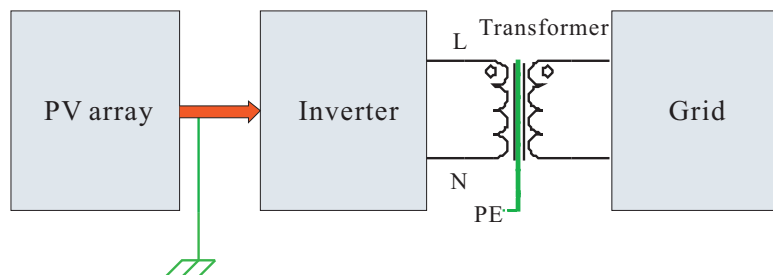 Transformer
L
PV array
Inverter
Grid
N
PE